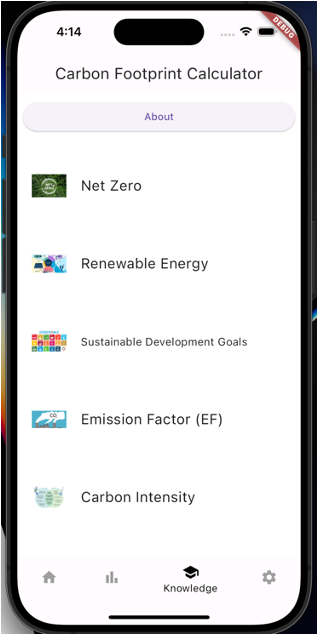 4:14
DEBUG
Carbon Footprint Calculator
About
Net Zero
Renewable Energy
Sustainable Development Goals
Emission Factor (EF)
Carbon Intensity
Knowledge